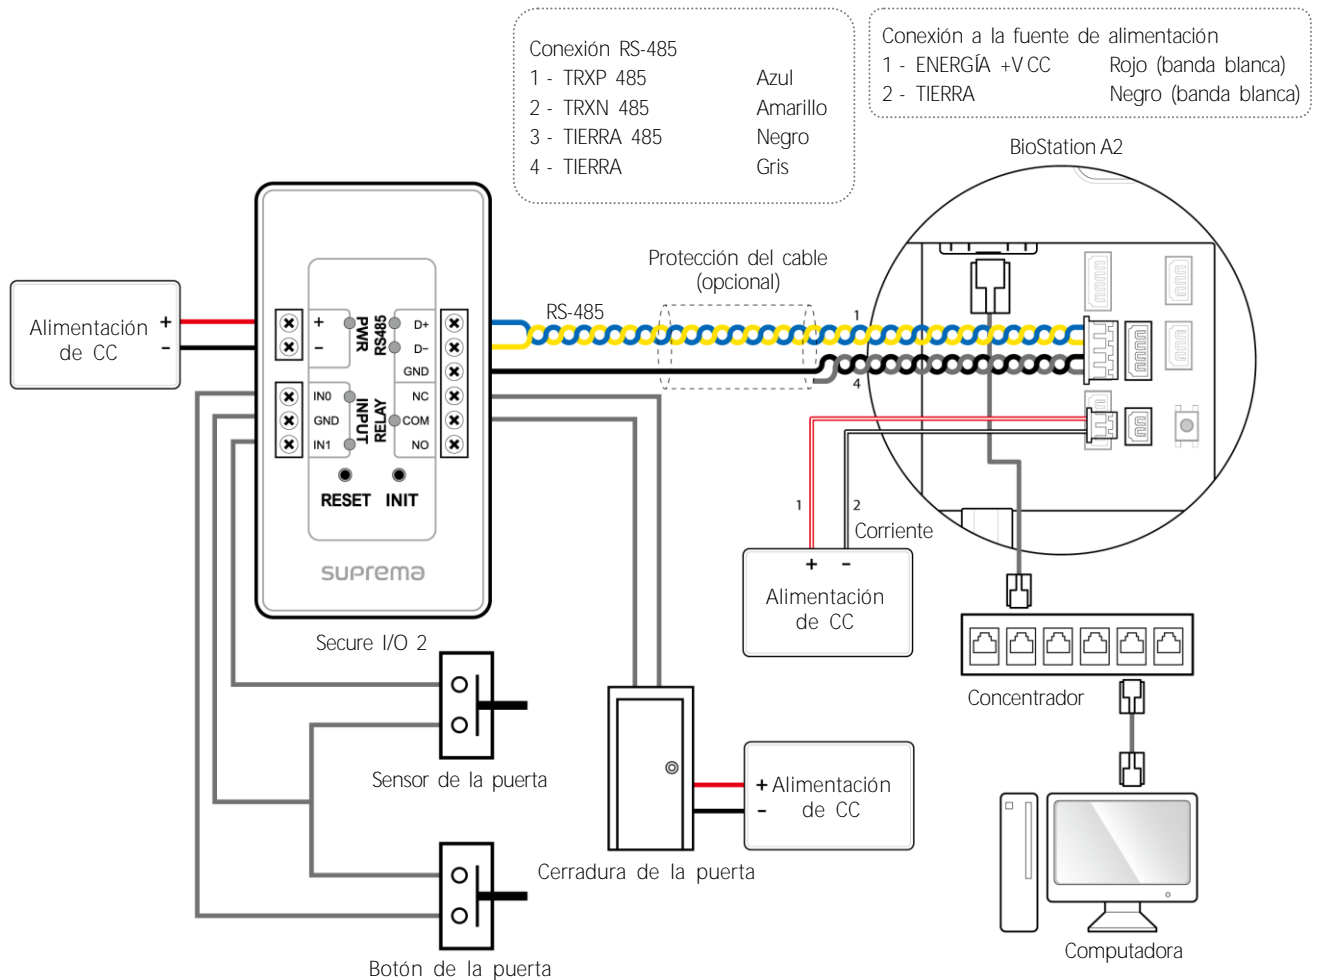 Conexión RS-485
1 - TRXP 485 Azul
2 - TRXN 485 Amarillo
3 - TIERRA 485 Negro
4 - TIERRA Gris
Conexión a la fuente de alimentación
1 - ENERGÍA +V CC Rojo (banda blanca)
2 - TIERRA Negro (banda blanca)
BioStation A2
Protección del cable
(opcional)
RS-485
1
4
Alimentación
de CC
+
−
+
−
PWR
RS485
D+
D−
GND
IN0
GND
IN1
INPUT
RELAY
NC
COM
NO
RESET INIT
suprema
Secure I/O 2
1
2
Corriente
+ −
Alimentación
de CC
Concentrador
Sensor de la puerta
+ Alimentación
− de CC
Cerradura de la puerta
Botón de la puerta
Computadora